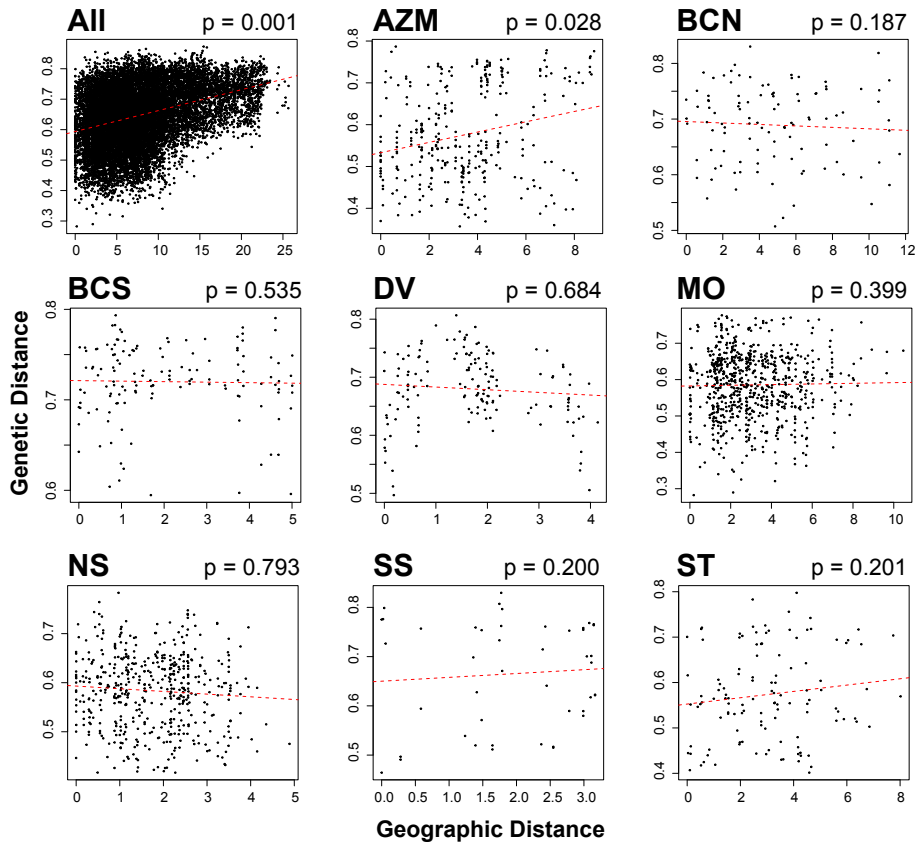 All p = 0.001
AZM p = 0.028
BCN p = 0.187
0.3 0.4 0.5 0.6 0.7 0.8
0 5 10 15 20 25
0.4 0.5 0.6 0.7 0.8
0 2 4 6 8
0.5 0.6 0.7 0.8
0 2 4 6 8 10 12
BCS p = 0.535
DV p = 0.684
MO p = 0.399
0.6 0.7 0.8
0 1 2 3 4 5
0.5 0.6 0.7 0.8
0 1 2 3 4
0.3 0.4 0.5 0.6 0.7
0 2 4 6 8 10
Genetic Distance
NS p = 0.793
SS p = 0.200
ST p = 0.201
0.5 0.6 0.7
0 1 2 3 4 5
0.5 0.6 0.7 0.8
0.0 0.5 1.0 1.5 2.0 2.5 3.0
0.4 0.5 0.6 0.7 0.8
0 2 4 6 8
Geographic Distance